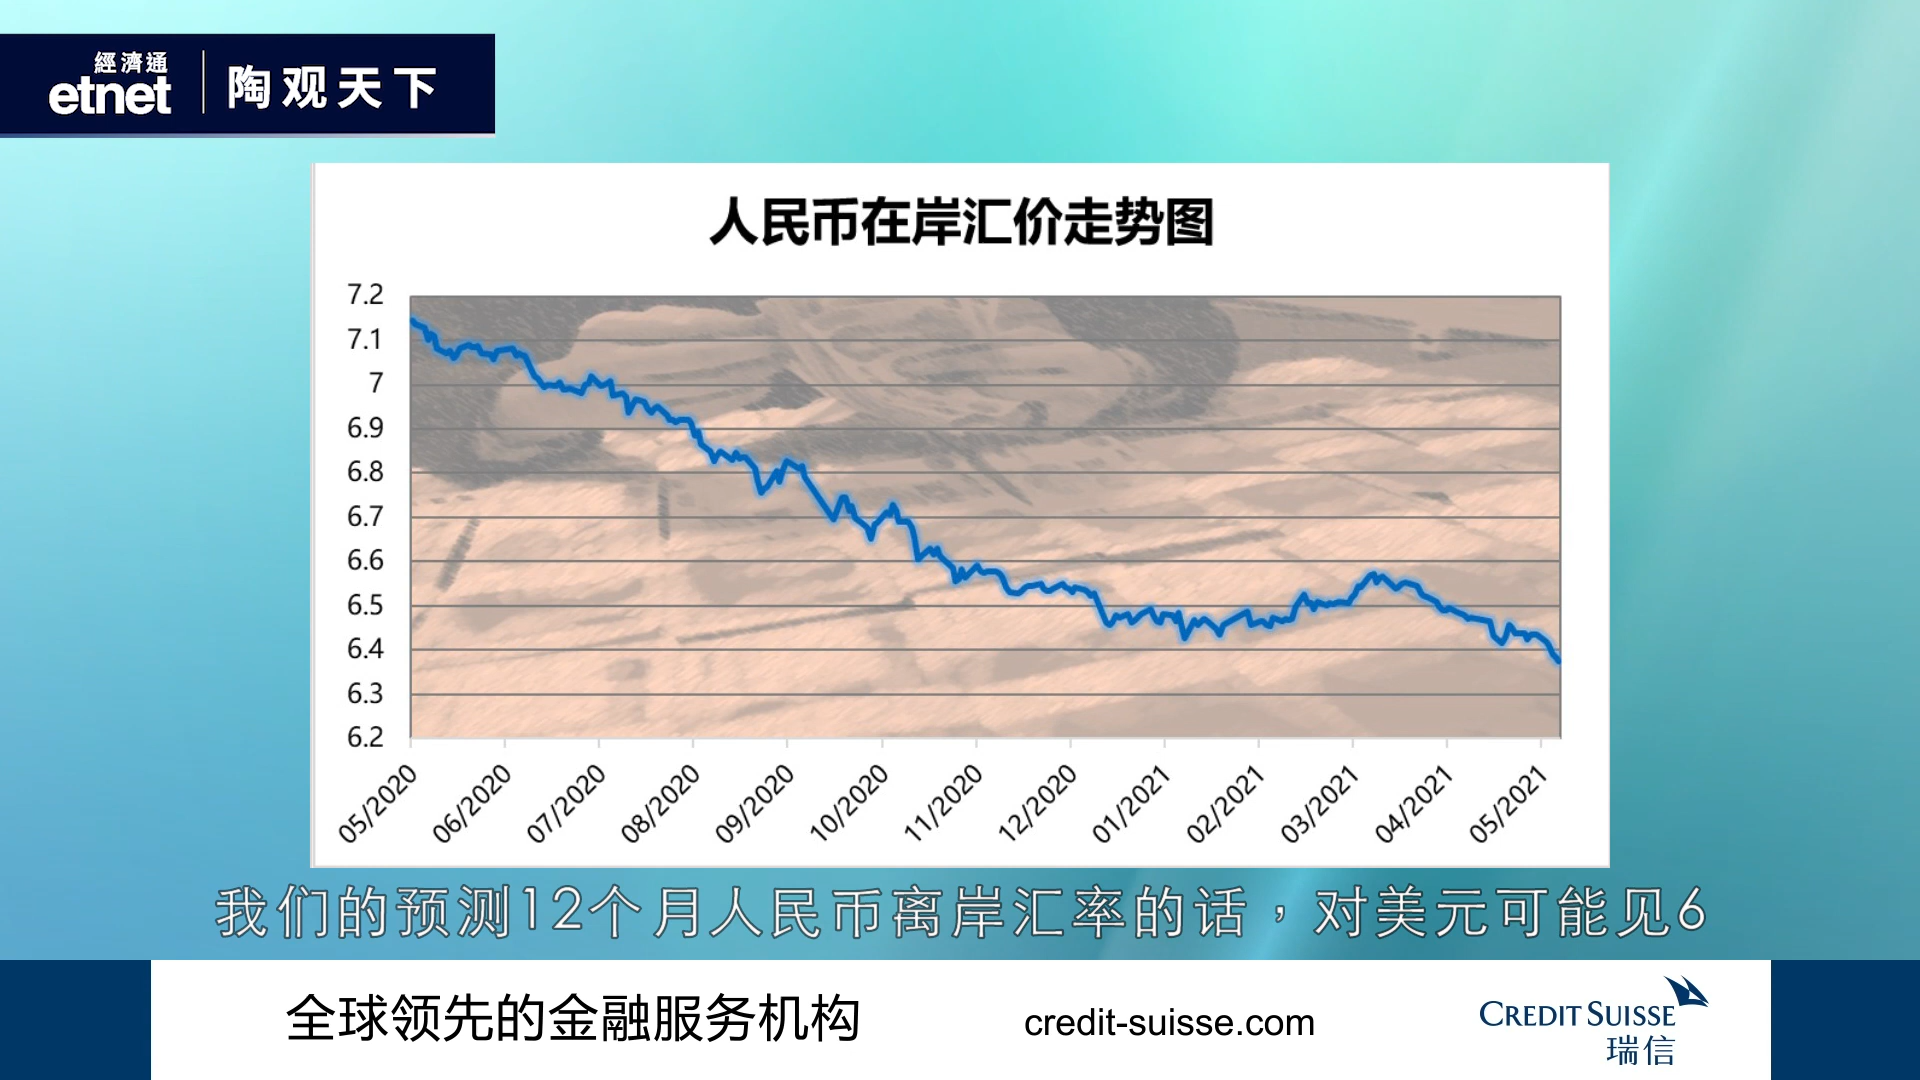 經濟通
etnet
陶观天下
人民币在岸汇价走势图
7.2
7.1
7
6.9
6.8
6.7
6.6
6.5
6.4
6.3
6.2
05/2020
06/2020
07/2020
08/2020
09/2020
10/2020
11/2020
12/2020
01/2021
02/2021
03/2021
04/2021
05/2021
我们的预测12个月人民币离岸汇率的话，对美元可能见6
全球领先的金融服务机构
credit-suisse.com
CREDIT SUISSE
瑞信